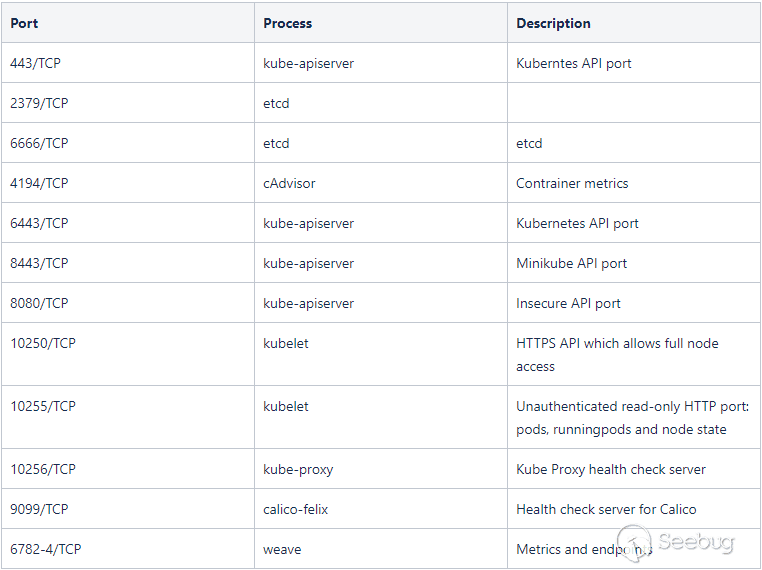 Port Process Description
443/TCP kube-apiserver Kuberntes API port
2379/TCP etcd
6666/TCP etcd etcd
4194/TCP cAdvisor Contrainer metrics
6443/TCP kube-apiserver Kubernetes API port
8443/TCP kube-apiserver Minikube API port
8080/TCP kube-apiserver Insecure API port
10250/TCP kubelet HTTPS API which allows full node
access
10255/TCP kubelet Unauthenticated read-only HTTP port:
pods, runningpods and node state
10256/TCP kube-proxy Kube Proxy health check server
9099/TCP calico-felix Health check server for Calico
6782-4/TCP weave Metrics and endpoints
Seebug